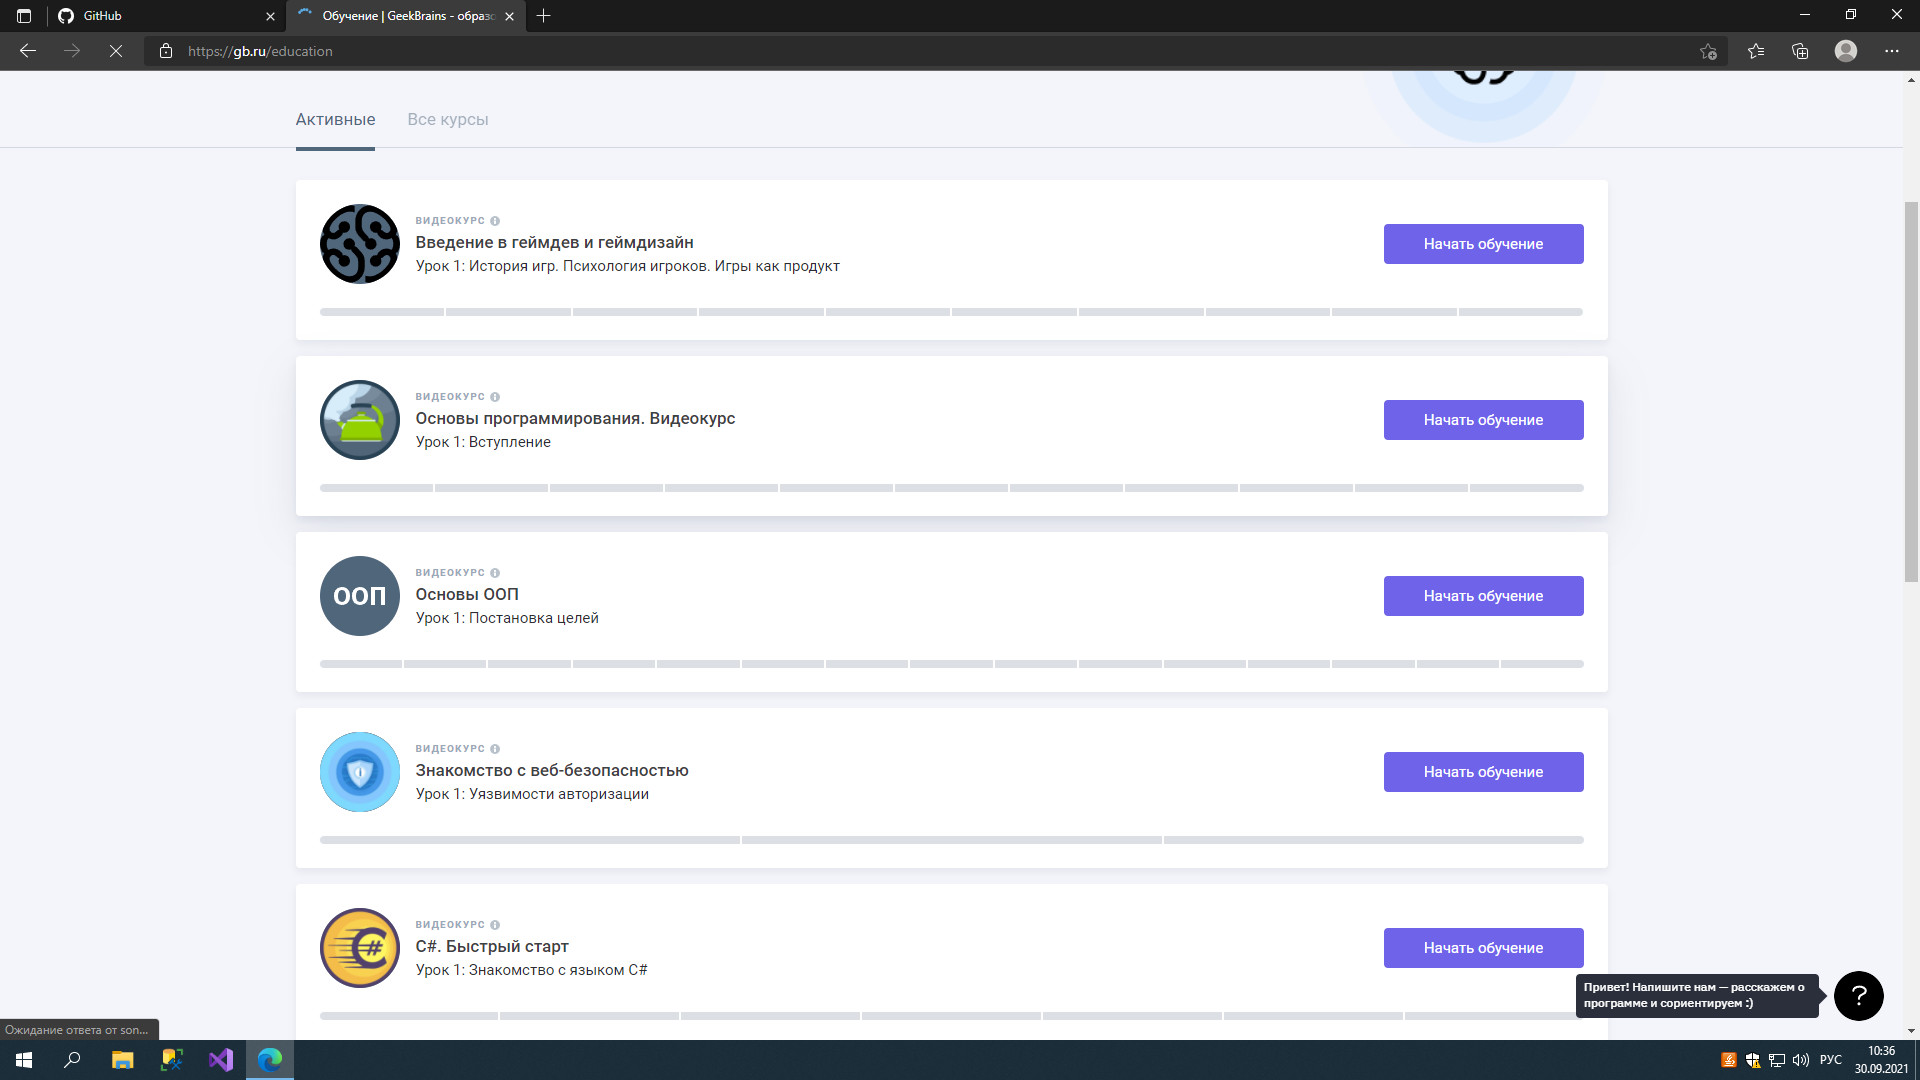 GitHub
Обучение | GeekBrains - образо
https://gb.ru/education
Активные
Все курсы
ВИДЕОКУРС
Введение в геймдев и геймдизайн
Урок 1: История игр. Психология игроков. Игры как продукт
Начать обучение
ВИДЕОКУРС
Основы программирования. Видеокурс
Урок 1: Вступление
Начать обучение
ООП
ВИДЕОКУРС
Основы ООП
Урок 1: Постановка целей
Начать обучение
ВИДЕОКУРС
Знакомство с веб-безопасностью
Урок 1: Уязвимости авторизации
Начать обучение
C#
ВИДЕОКУРС
C#. Быстрый старт
Урок 1: Знакомство с языком C#
Начать обучение
Привет! Напишите нам — расскажем о
программе и сориентируем :)
?
Ожидание ответа от son...
РУС
10:36
30.09.2021